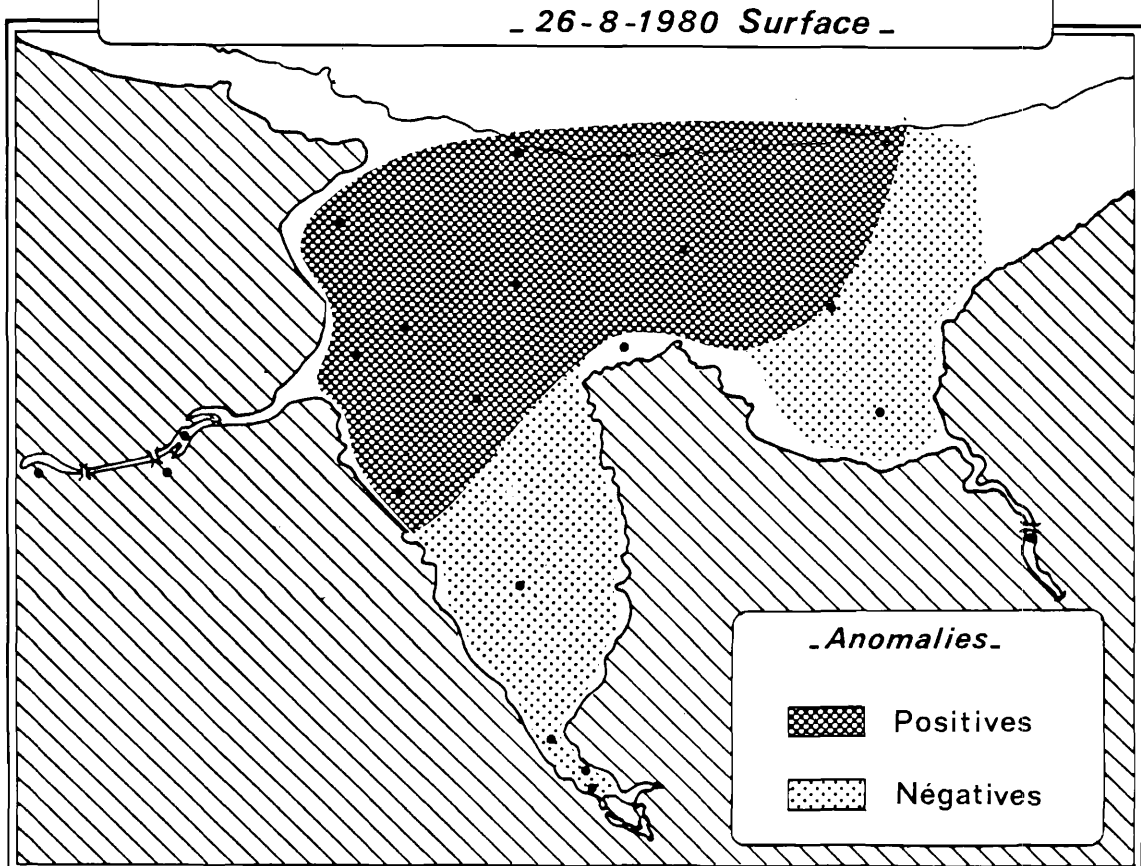 _ 26-8-1980 Surface _
_Anomalies_
Positives
Négatives